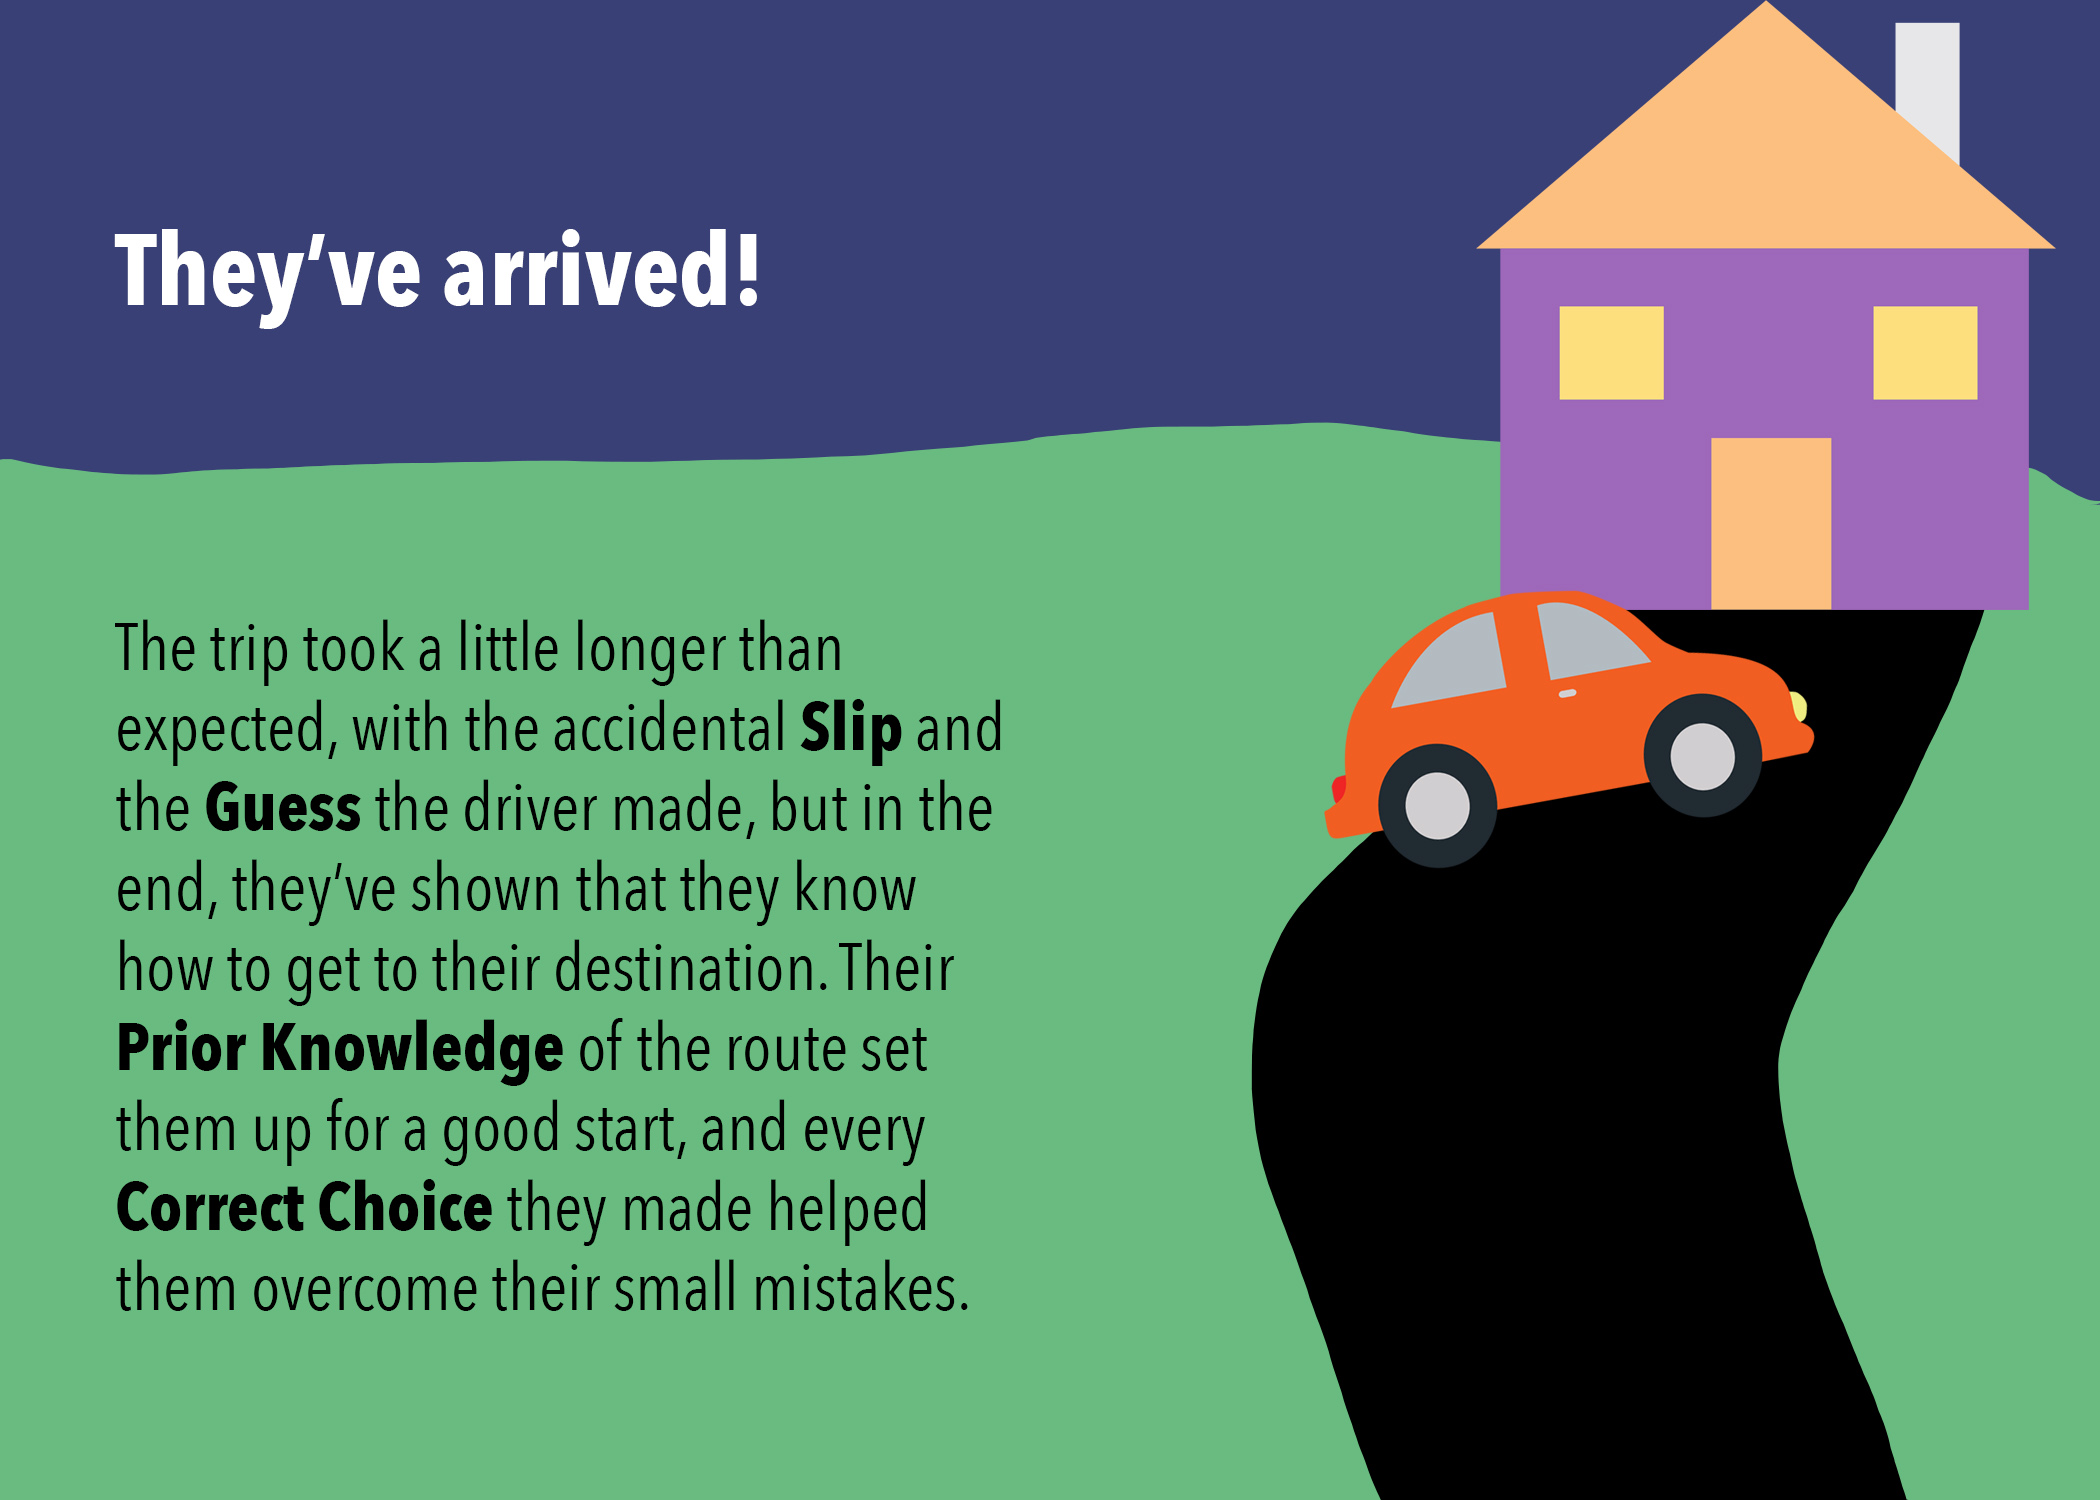 They’ve arrived!
The trip took a little longer than
expected, with the accidental Slip and
the Guess the driver made, but in the
end, they’ve shown that they know
how to get to their destination. Their
Prior Knowledge of the route set
them up for a good start, and every
Correct Choice they made helped
them overcome their small mistakes.